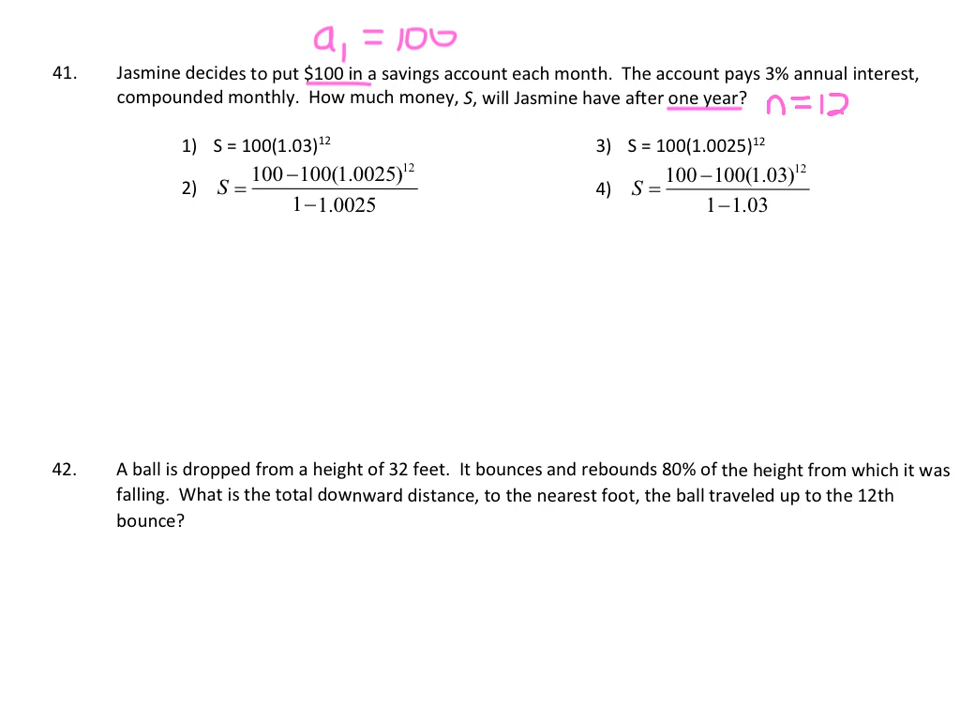 a₁ = 100
41. Jasmine decides to put $100 in a savings account each month. The account pays 3% annual interest,
compounded monthly. How much money, S, will Jasmine have after one year? n=12
1) S = 100(1.03)¹² 3) S = 100(1.0025)¹²
2) S = (100−100(1.0025)¹²)/(1−1.0025) 4) S = (100−100(1.03)¹²)/(1−1.03)
42. A ball is dropped from a height of 32 feet. It bounces and rebounds 80% of the height from which it was
falling. What is the total downward distance, to the nearest foot, the ball traveled up to the 12th
bounce?